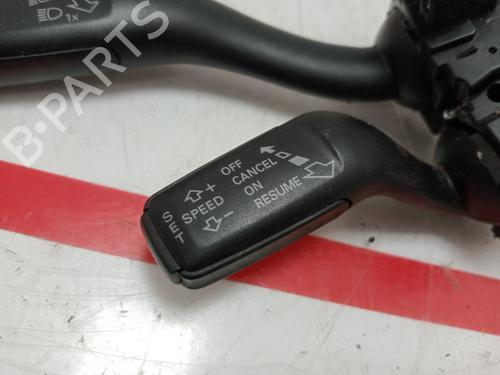 1x
OFF
CANCEL
ON
RESUME
+
SPEED
−
SET
B-PARTS